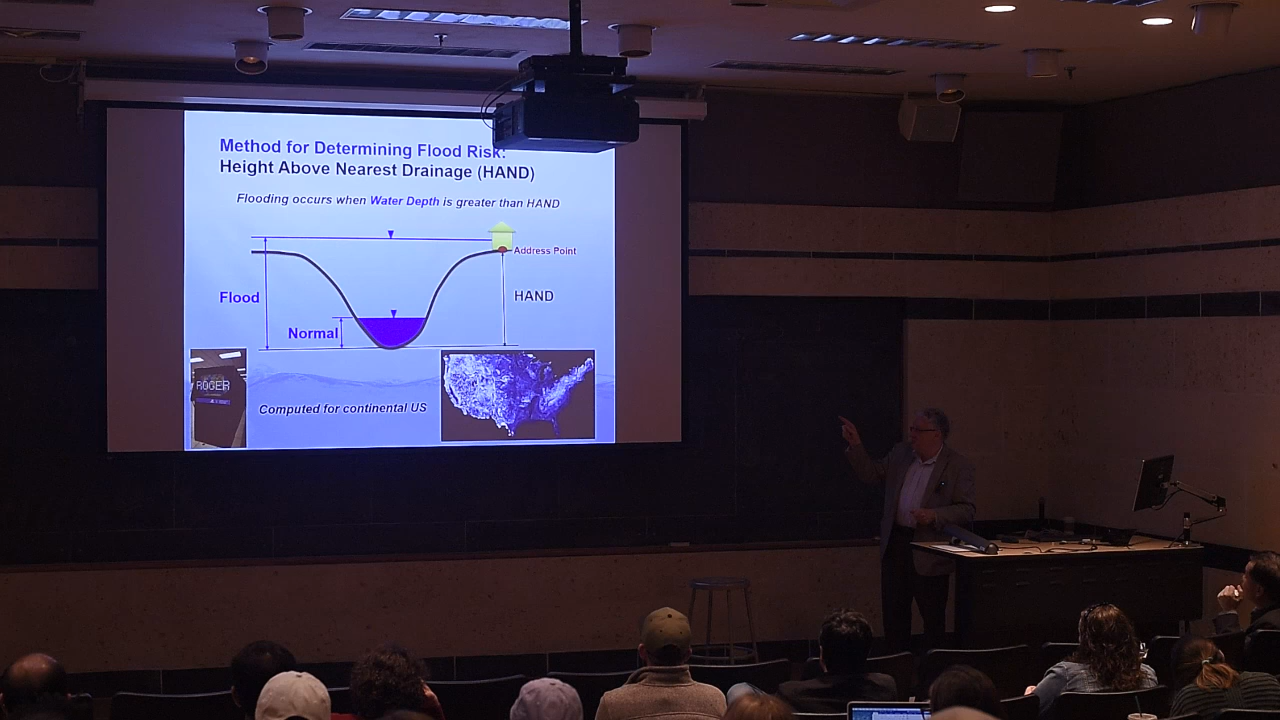 Method for Determining Flood Risk:
Height Above Nearest Drainage (HAND)
Flooding occurs when Water Depth is greater than HAND
Address Point
Flood
HAND
Normal
ROGER
Computed for continental US